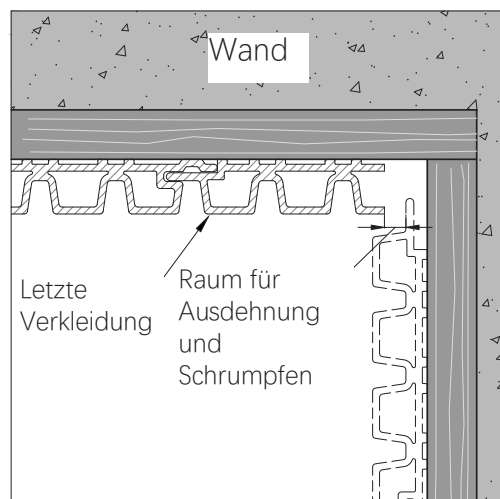 Wand
Letzte
Verkleidung
Raum für
Ausdehnung
und
Schrumpfen